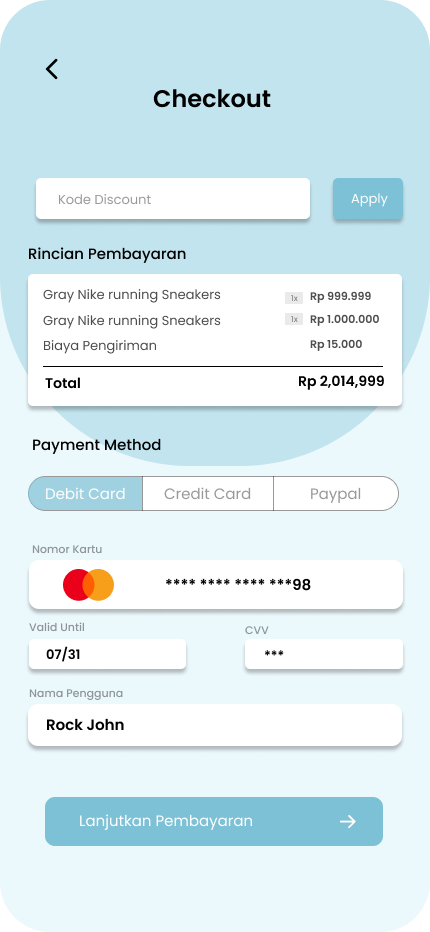 Checkout
Kode Discount
Apply
Rincian Pembayaran
Gray Nike running Sneakers 1x Rp 999.999
Gray Nike running Sneakers 1x Rp 1.000.000
Biaya Pengiriman Rp 15.000
Total Rp 2,014,999
Payment Method
Debit Card Credit Card Paypal
Nomor Kartu
**** **** **** ***98
Valid Until CVV
07/31 ***
Nama Pengguna
Rock John
Lanjutkan Pembayaran